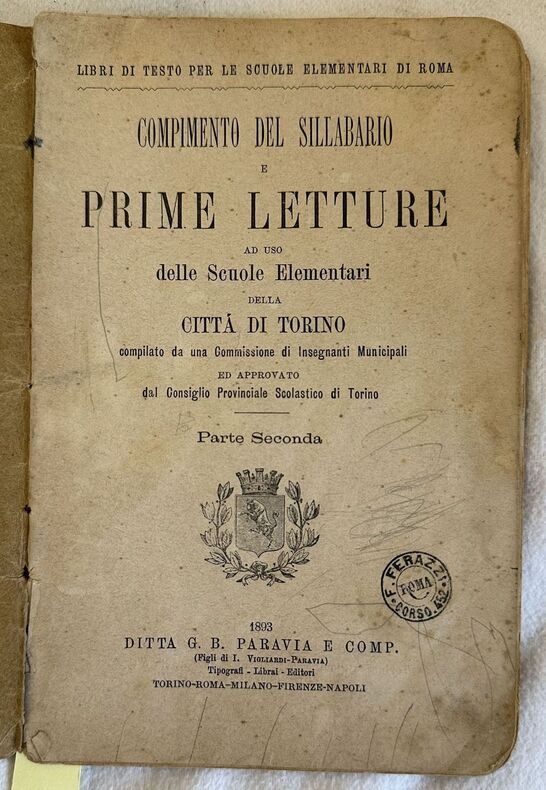 LIBRI DI TESTO PER LE SCUOLE ELEMENTARI DI ROMA
COMPIMENTO DEL SILLABARIO
E
PRIME LETTURE
AD USO
delle Scuole Elementari
DELLA
CITTÁ DI TORINO
compilato da una Commissione di Insegnanti Municipali
ED APPROVATO
dal Consiglio Provinciale Scolastico di Torino
Parte Seconda
F. FERAZZI
ROMA
CORSO. 452
1893
DITTA G. B. PARAVIA E COMP.
(Figli di I. VIGLIARDI-PARAVIA)
Tipografi - Librai - Editori
TORINO-ROMA-MILANO-FIRENZE-NAPOLI